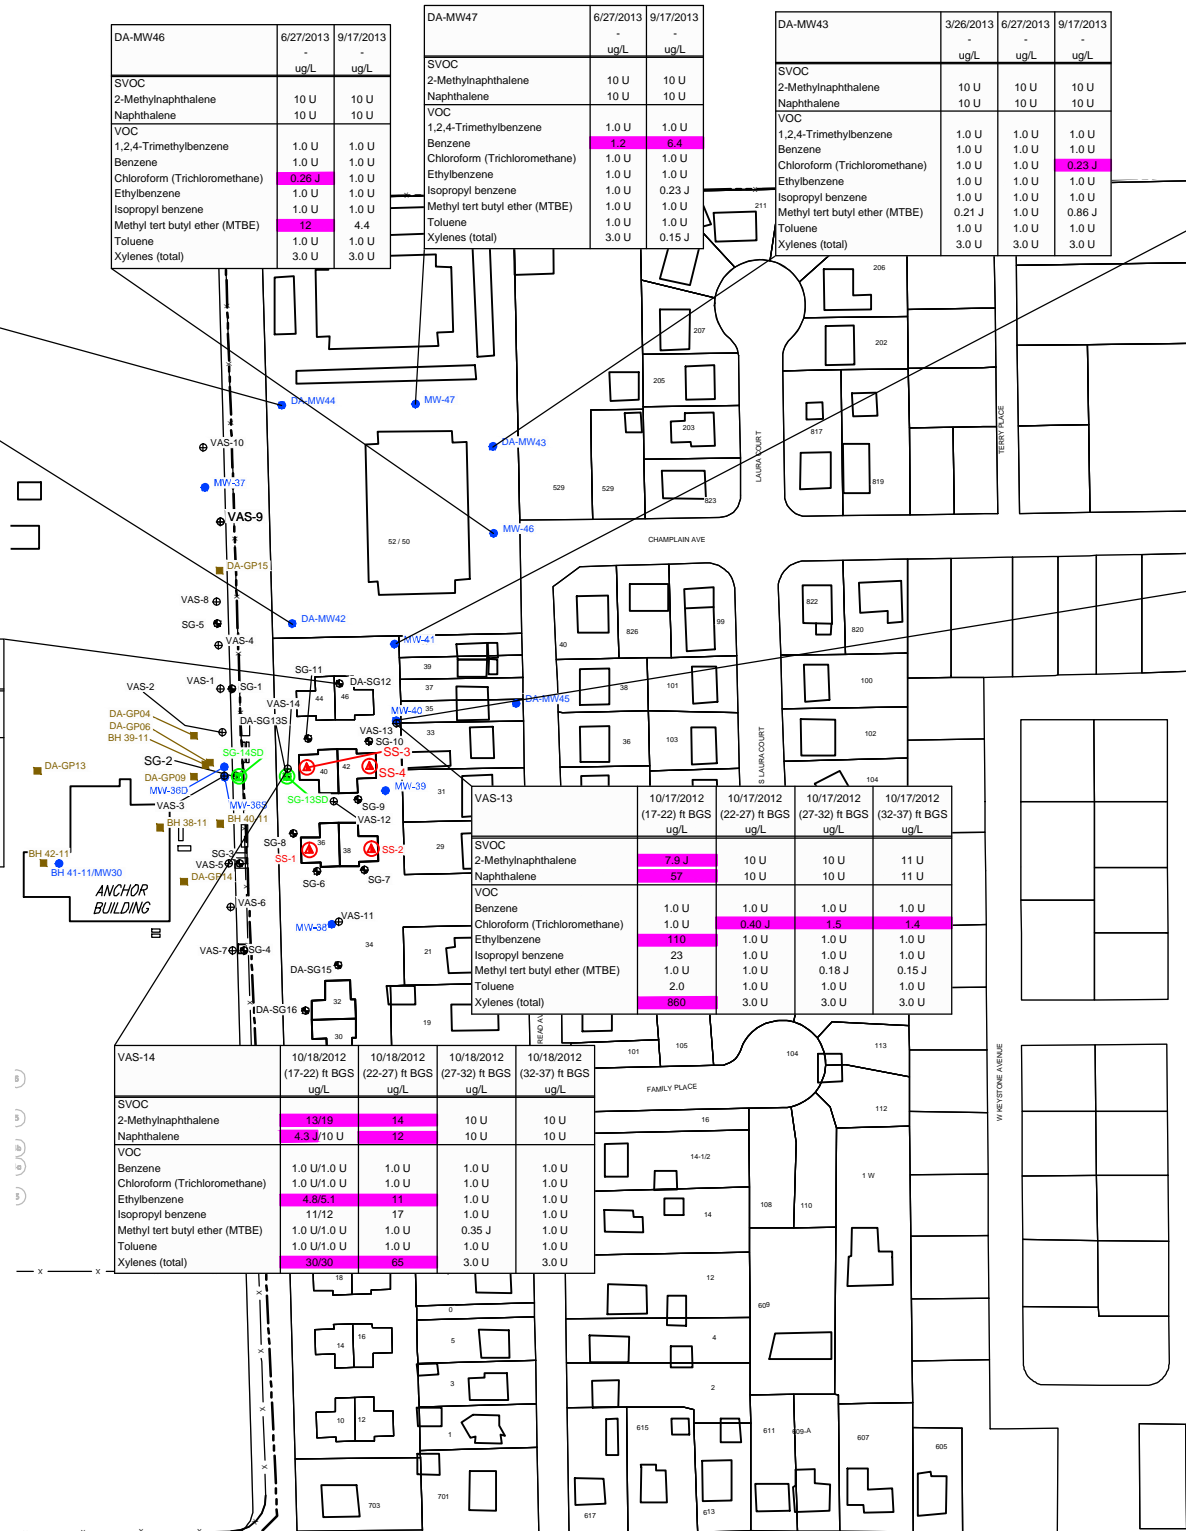 DA-MW46 6/27/2013 9/17/2013
- -
ug/L ug/L
SVOC
2-Methylnaphthalene 10 U 10 U
Naphthalene 10 U 10 U
VOC
1,2,4-Trimethylbenzene 1.0 U 1.0 U
Benzene 1.0 U 1.0 U
Chloroform (Trichloromethane) 0.26 J 1.0 U
Ethylbenzene 1.0 U 1.0 U
Isopropyl benzene 1.0 U 1.0 U
Methyl tert butyl ether (MTBE) 12 4.4
Toluene 1.0 U 1.0 U
Xylenes (total) 3.0 U 3.0 U
DA-MW47 6/27/2013 9/17/2013
- -
ug/L ug/L
SVOC
2-Methylnaphthalene 10 U 10 U
Naphthalene 10 U 10 U
VOC
1,2,4-Trimethylbenzene 1.0 U 1.0 U
Benzene 1.2 6.4
Chloroform (Trichloromethane) 1.0 U 1.0 U
Ethylbenzene 1.0 U 1.0 U
Isopropyl benzene 1.0 U 0.23 J
Methyl tert butyl ether (MTBE) 1.0 U 1.0 U
Toluene 1.0 U 1.0 U
Xylenes (total) 3.0 U 0.15 J
DA-MW43 3/26/2013 6/27/2013 9/17/2013
- - -
ug/L ug/L ug/L
SVOC
2-Methylnaphthalene 10 U 10 U 10 U
Naphthalene 10 U 10 U 10 U
VOC
1,2,4-Trimethylbenzene 1.0 U 1.0 U 1.0 U
Benzene 1.0 U 1.0 U 1.0 U
Chloroform (Trichloromethane) 1.0 U 1.0 U 0.23 J
Ethylbenzene 1.0 U 1.0 U 1.0 U
Isopropyl benzene 1.0 U 1.0 U 1.0 U
Methyl tert butyl ether (MTBE) 0.21 J 1.0 U 0.86 J
Toluene 1.0 U 1.0 U 1.0 U
Xylenes (total) 3.0 U 3.0 U 3.0 U
211
206
207
202
205
203
817
819
529
529
823
LAURA COURT
TERRY PLACE
CHAMPLAIN AVE
DA-MW44
MW-47
DA-MW43
VAS-10
MW-37
VAS-9
MW-46
52 / 50
DA-GP15
VAS-8
SG-5
VAS-4
DA-MW42
MW-41
40
826
99
822
820
39
37
35
33
38
101
100
36
103
102
104
S LAURA COURT
SG-11
DA-SG12
44
46
VAS-1
SG-1
VAS-2
VAS-14
DA-SG13S
MW-40
DA-MW45
DA-GP04
DA-GP06
BH 39-11
VAS-13
SG-10
SG-14SD
SG-2
SS-3
SS-4
40
42
DA-GP13
DA-GP09
MW-36D
SG-13SD
MW-39
31
VAS-3
MW-36S
SG-9
VAS-12
BH 38-11
BH 40-11
SG-8
36
38
SS-1
SS-2
29
BH 42-11
BH 41-11/MW30
SG-3
VAS-5
SG-6
SG-7
DA-GP14
ANCHOR
BUILDING
VAS-6
MW-38
VAS-11
34
21
VAS-7
SG-4
DA-SG15
32
DA-SG16
30
19
VAS-13 10/17/2012 10/17/2012 10/17/2012 10/17/2012
(17-22) ft BGS (22-27) ft BGS (27-32) ft BGS (32-37) ft BGS
ug/L ug/L ug/L ug/L
SVOC
2-Methylnaphthalene 7.9 J 10 U 10 U 11 U
Naphthalene 57 10 U 10 U 11 U
VOC
Benzene 1.0 U 1.0 U 1.0 U 1.0 U
Chloroform (Trichloromethane) 1.0 U 0.40 J 1.5 1.4
Ethylbenzene 110 1.0 U 1.0 U 1.0 U
Isopropyl benzene 23 1.0 U 1.0 U 1.0 U
Methyl tert butyl ether (MTBE) 1.0 U 1.0 U 0.18 J 0.15 J
Toluene 2.0 1.0 U 1.0 U 1.0 U
Xylenes (total) 860 3.0 U 3.0 U 3.0 U
101
105
104
113
112
FAMILY PLACE
W KEYSTONE AVENUE
VAS-14 10/18/2012 10/18/2012 10/18/2012 10/18/2012
(17-22) ft BGS (22-27) ft BGS (27-32) ft BGS (32-37) ft BGS
ug/L ug/L ug/L ug/L
SVOC
2-Methylnaphthalene 13/19 14 10 U 10 U
Naphthalene 4.3 J/10 U 12 10 U 10 U
VOC
Benzene 1.0 U/1.0 U 1.0 U 1.0 U 1.0 U
Chloroform (Trichloromethane) 1.0 U/1.0 U 1.0 U 1.0 U 1.0 U
Ethylbenzene 4.8/5.1 11 1.0 U 1.0 U
Isopropyl benzene 11/12 17 1.0 U 1.0 U
Methyl tert butyl ether (MTBE) 1.0 U/1.0 U 1.0 U 0.35 J 1.0 U
Toluene 1.0 U/1.0 U 1.0 U 1.0 U 1.0 U
Xylenes (total) 30/30 65 3.0 U 3.0 U
16
14-1/2
14
108
110
1 W
12
18
0
609
16
14
5
4
3
2
10
12
1
615
611
609-A
607
605
703
701
617
613